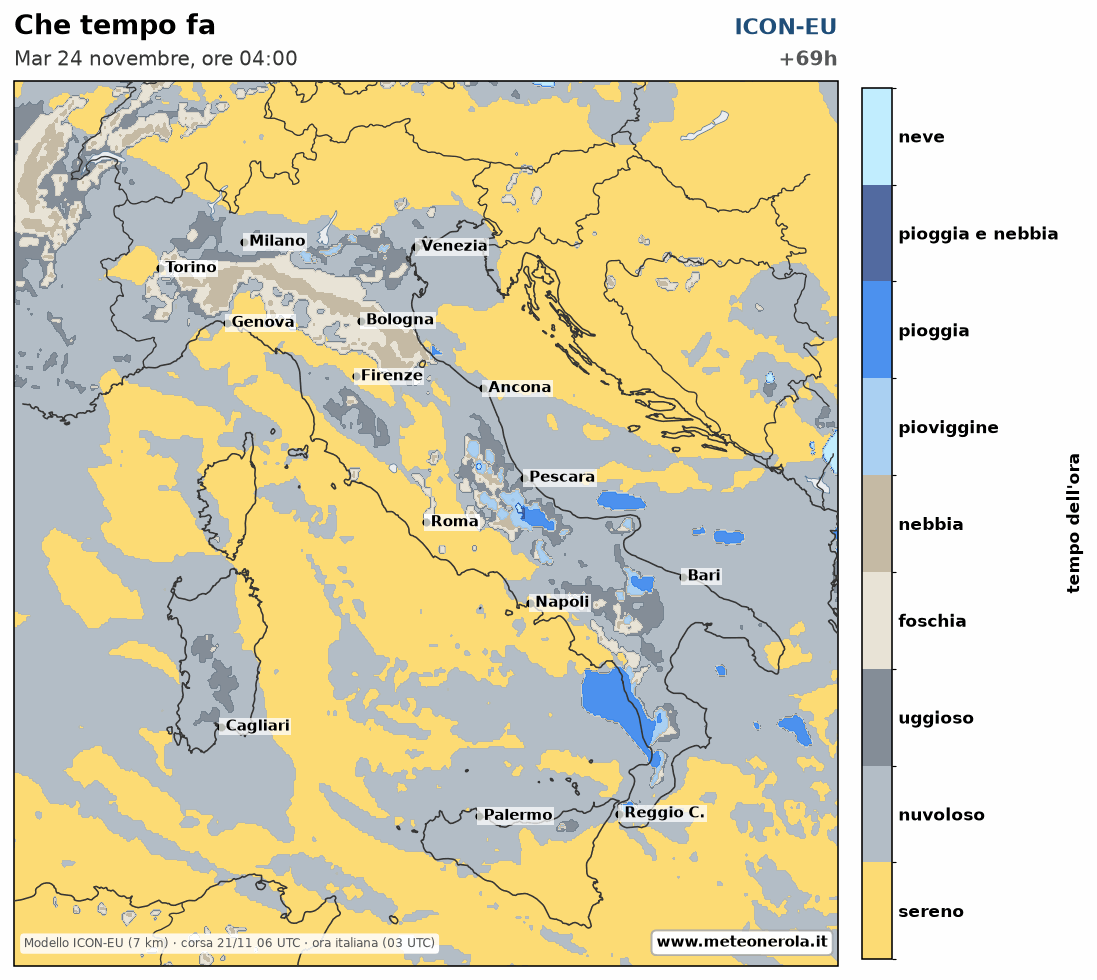 Che tempo fa
ICON-EU
Mar 24 novembre, ore 04:00
+69h
neve
pioggia e nebbia
pioggia
pioviggine
nebbia
foschia
uggioso
nuvoloso
sereno
tempo dell'ora
Milano
Venezia
Torino
Genova
Bologna
Firenze
Ancona
Pescara
Roma
Bari
Napoli
Cagliari
Palermo
Reggio C.
Modello ICON-EU (7 km) · corsa 21/11 06 UTC · ora italiana (03 UTC)
www.meteonerola.it